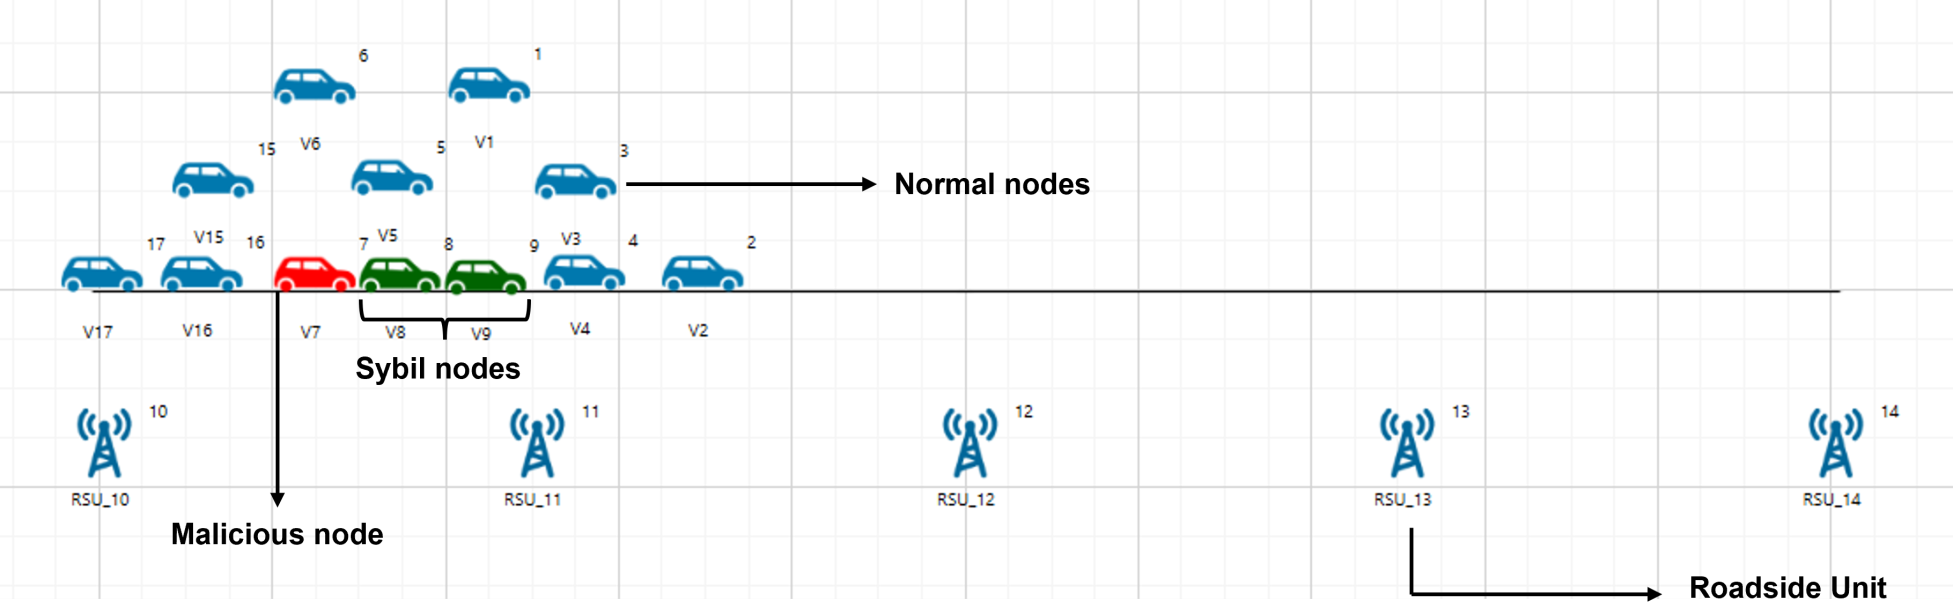 6
1
V6
V1
15
5
3
Normal nodes
V15
V5
V3
17
16
7
8
9
4
2
V17
V16
V7
V8
V9
V4
V2
Sybil nodes
10
11
12
13
14
RSU_10
RSU_11
RSU_12
RSU_13
RSU_14
Malicious node
Roadside Unit